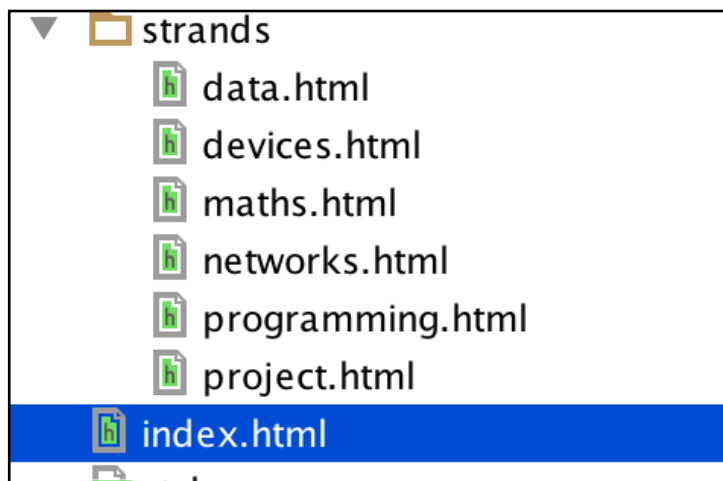 strands
data.html
devices.html
maths.html
networks.html
programming.html
project.html
index.html